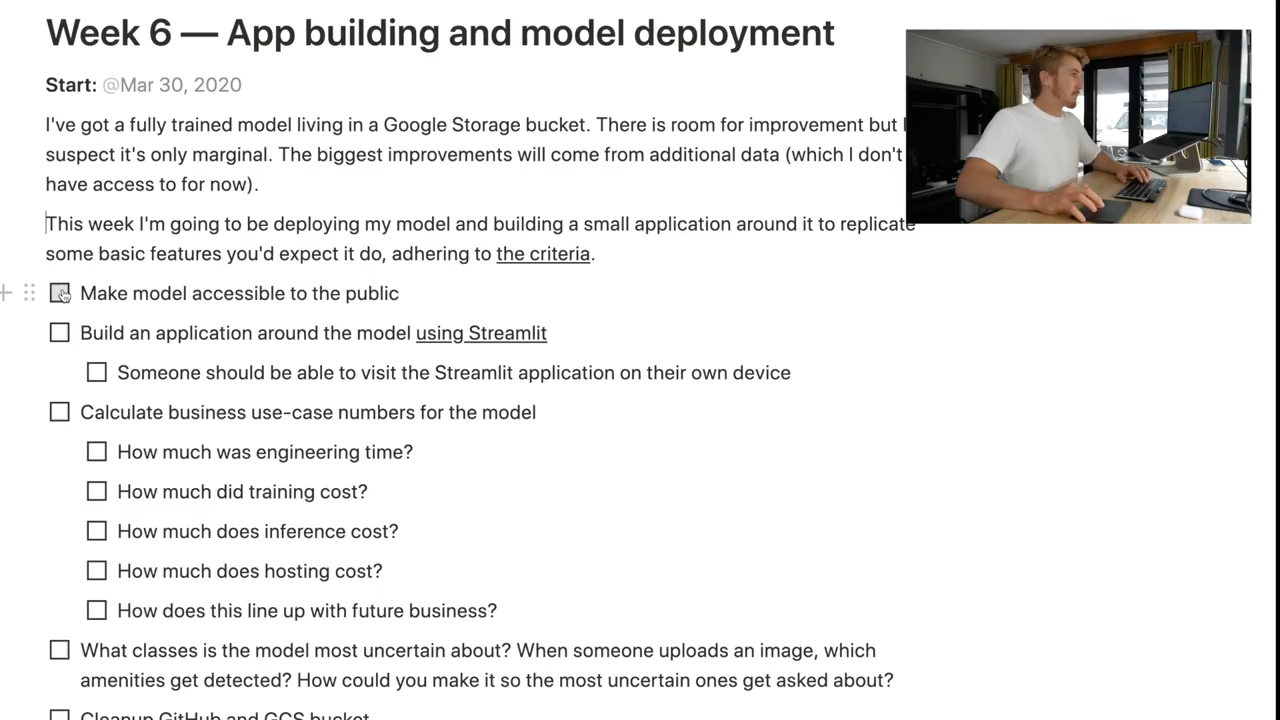 Week 6 — App building and model deployment
Start: @Mar 30, 2020
I've got a fully trained model living in a Google Storage bucket. There is room for improvement but I
suspect it's only marginal. The biggest improvements will come from additional data (which I don't
have access to for now).
This week I'm going to be deploying my model and building a small application around it to replicate
some basic features you'd expect it do, adhering to the criteria.
Make model accessible to the public
Build an application around the model using Streamlit
Someone should be able to visit the Streamlit application on their own device
Calculate business use-case numbers for the model
How much was engineering time?
How much did training cost?
How much does inference cost?
How much does hosting cost?
How does this line up with future business?
What classes is the model most uncertain about? When someone uploads an image, which
amenities get detected? How could you make it so the most uncertain ones get asked about?
Cleanup GitHub and GCS bucket